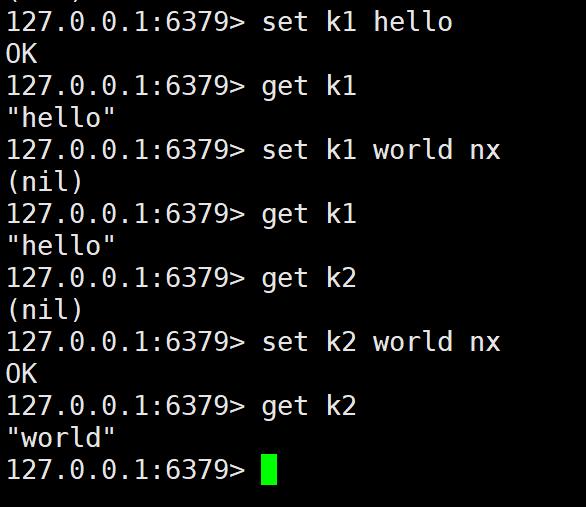 127.0.0.1:6379> set k1 hello
OK
127.0.0.1:6379> get k1
"hello"
127.0.0.1:6379> set k1 world nx
(nil)
127.0.0.1:6379> get k1
"hello"
127.0.0.1:6379> get k2
(nil)
127.0.0.1:6379> set k2 world nx
OK
127.0.0.1:6379> get k2
"world"
127.0.0.1:6379>